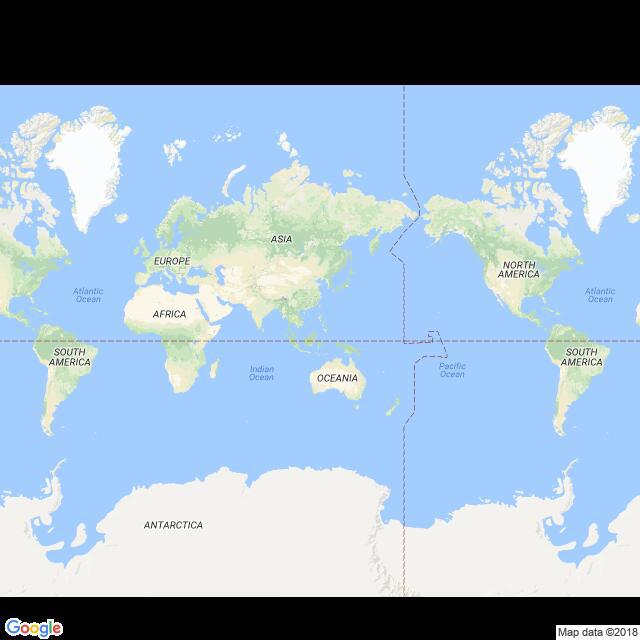 ASIA
EUROPE
NORTH
AMERICA
Atlantic
Ocean
Atlantic
Ocean
AFRICA
SOUTH
AMERICA
SOUTH
AMERICA
Indian
Ocean
OCEANIA
Pacific
Ocean
ANTARCTICA
Google
Map data ©2018